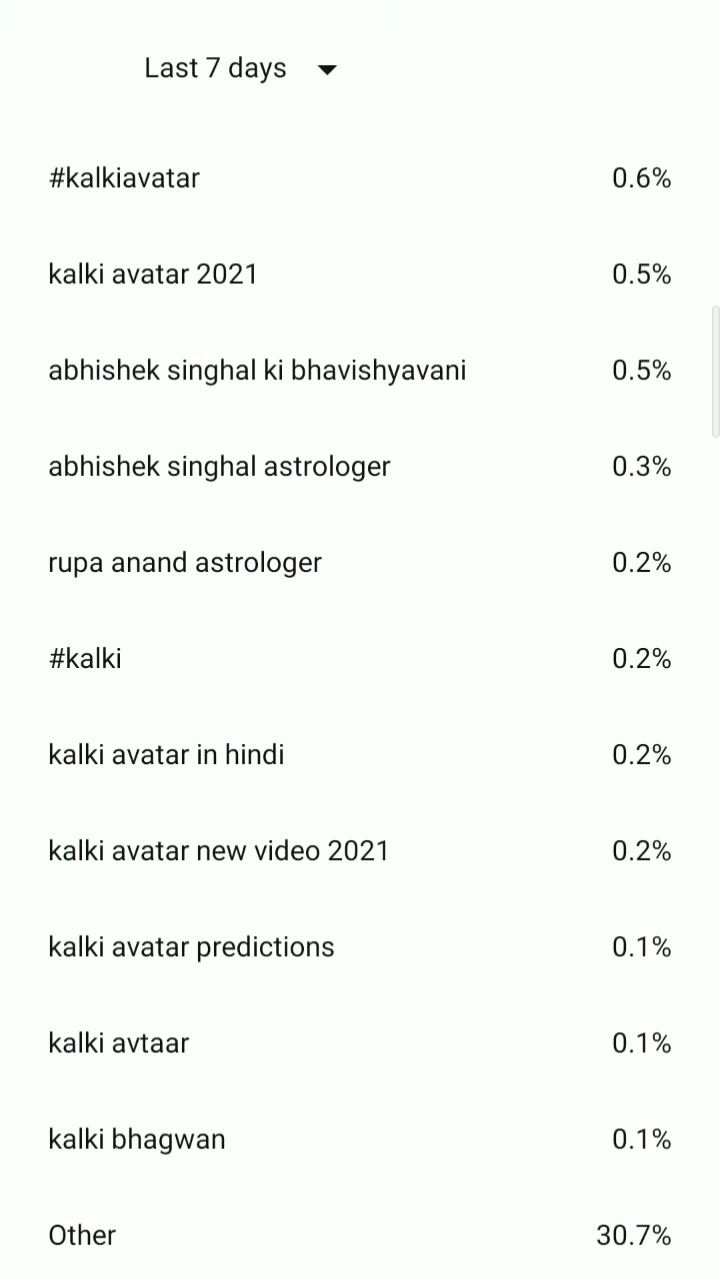 Last 7 days
#kalkiavatar 0.6%
kalki avatar 2021 0.5%
abhishek singhal ki bhavishyavani 0.5%
abhishek singhal astrologer 0.3%
rupa anand astrologer 0.2%
#kalki 0.2%
kalki avatar in hindi 0.2%
kalki avatar new video 2021 0.2%
kalki avatar predictions 0.1%
kalki avtaar 0.1%
kalki bhagwan 0.1%
Other 30.7%